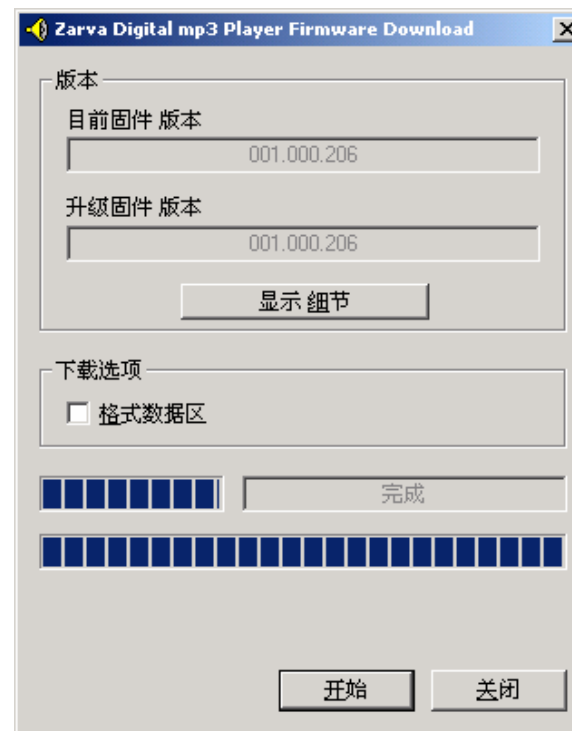 Zarva Digital mp3 Player Firmware Download
版本
目前固件 版本
001.000.206
升级固件 版本
001.000.206
显示 细节
下载选项
格式数据区
完成
开始
关闭